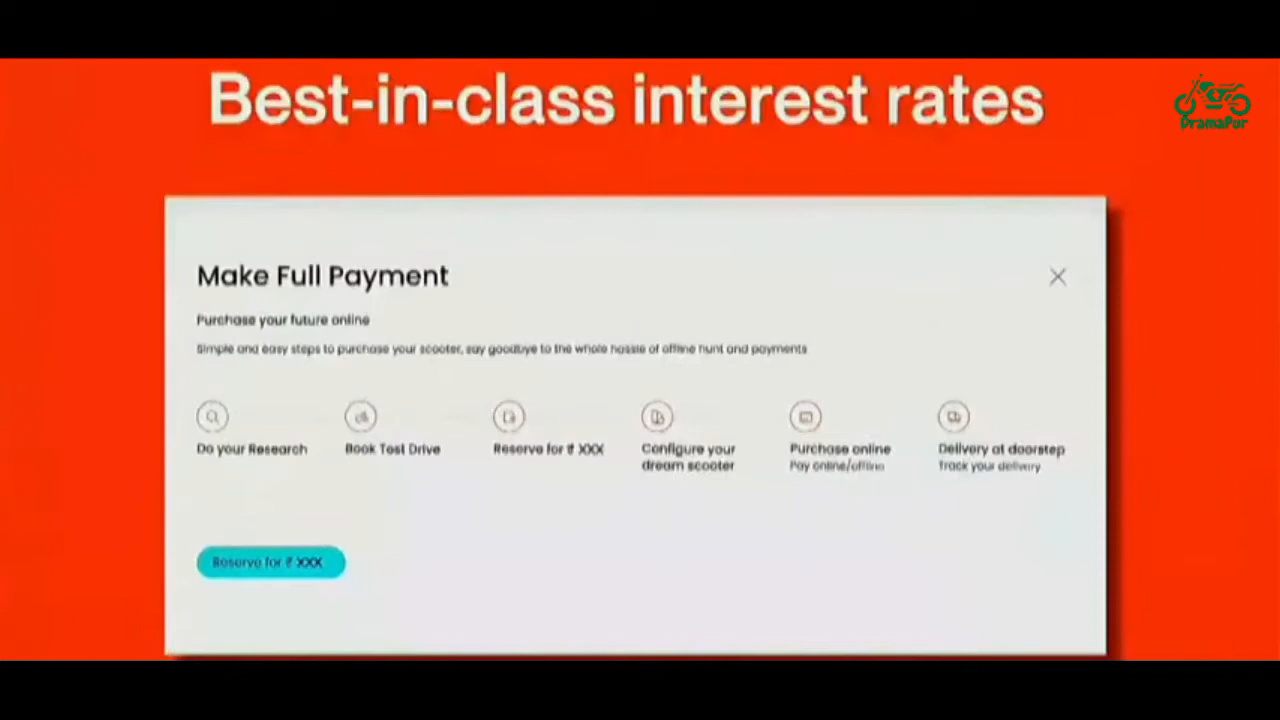 Best-in-class interest rates
DramaPur
Make Full Payment
Purchase your future online
Simple and easy steps to purchase your scooter, say goodbye to the whole hassle of offline hunt and payments
Do your Research
Book Test Drive
Reserve for ₹ XXX
Configure your
dream scooter
Purchase online
Pay online/offline
Delivery at doorstep
Track your delivery
Reserve for ₹ XXX